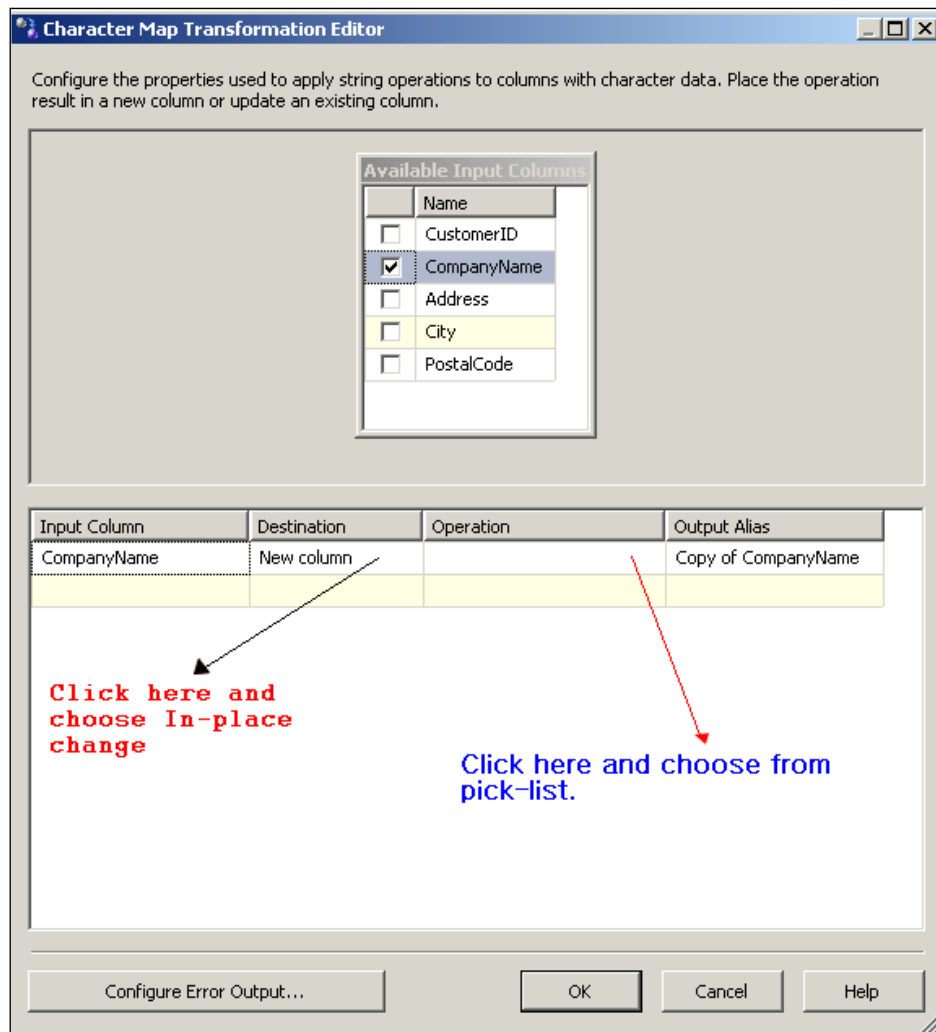 Character Map Transformation Editor
Configure the properties used to apply string operations to columns with character data. Place the operation
result in a new column or update an existing column.
Available Input Columns
Name
CustomerID
CompanyName
Address
City
PostalCode
Input Column Destination Operation Output Alias
CompanyName New column Copy of CompanyName
Click here and
choose In-place
change
Click here and choose from
pick-list.
Configure Error Output... OK Cancel Help